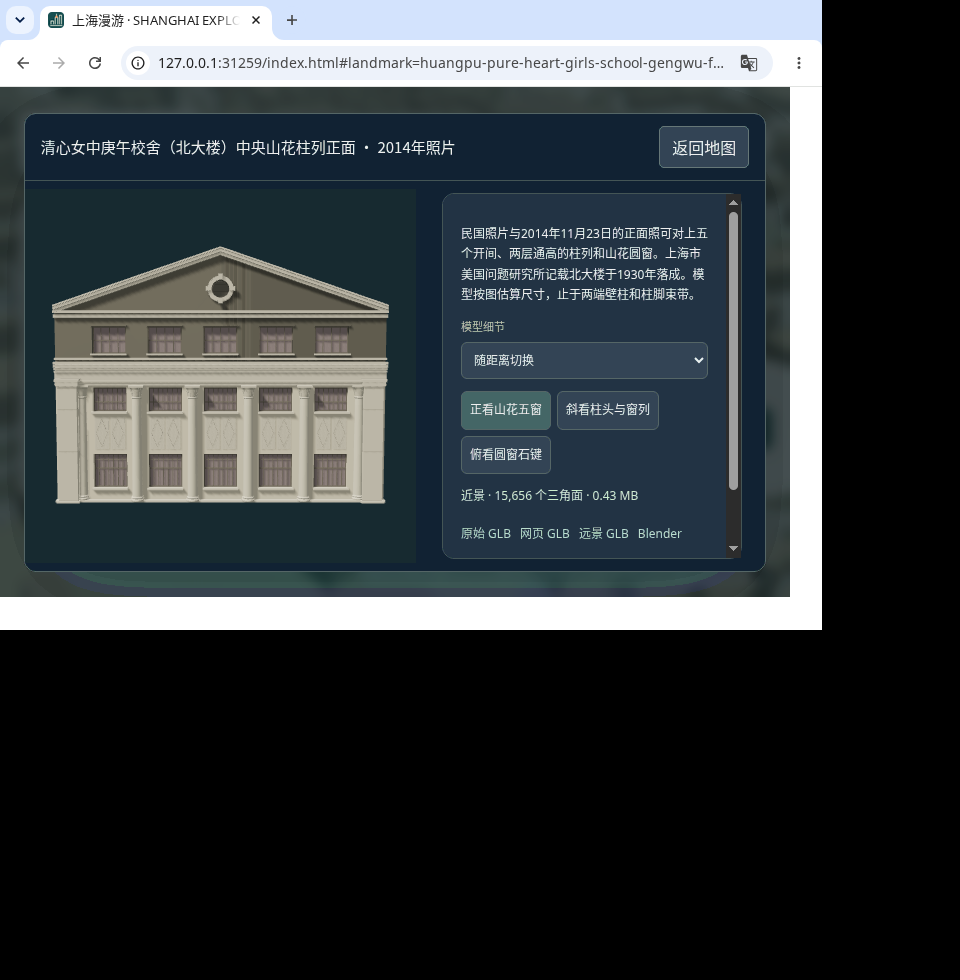 上海漫游 · SHANGHAI EXPLO
127.0.0.1:31259/index.html#landmark=huangpu-pure-heart-girls-school-gengwu-f...
清心女中庚午校舍（北大楼）中央山花柱列正面 · 2014年照片
返回地图
民国照片与2014年11月23日的正面照可对上五
个开间、两层通高的柱列和山花圆窗。上海市
美国问题研究所记载北大楼于1930年落成。模
型按图估算尺寸，止于两端壁柱和柱脚束带。
模型细节
随距离切换
正看山花五窗 斜看柱头与窗列
俯看圆窗石键
近景 · 15,656 个三角面 · 0.43 MB
原始 GLB 网页 GLB 远景 GLB Blender